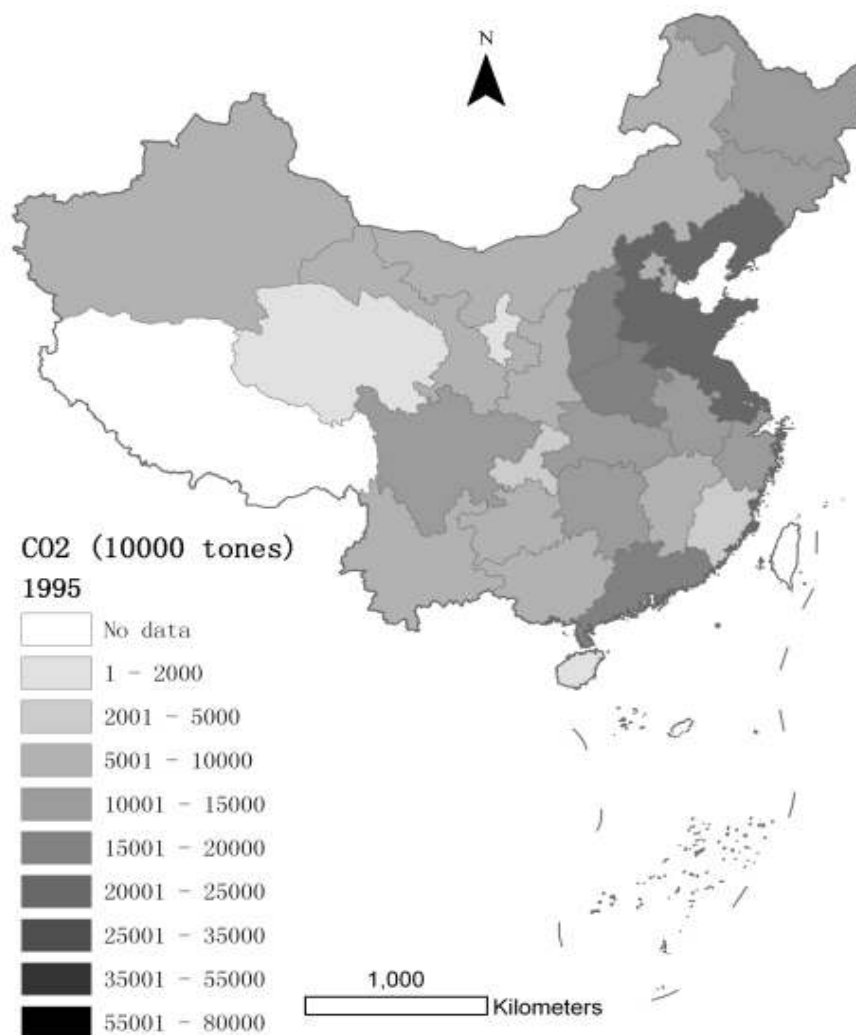 N
CO2 (10000 tones)
1995
No data
1 - 2000
2001 - 5000
5001 - 10000
10001 - 15000
15001 - 20000
20001 - 25000
25001 - 35000
35001 - 55000
55001 - 80000
1,000
Kilometers